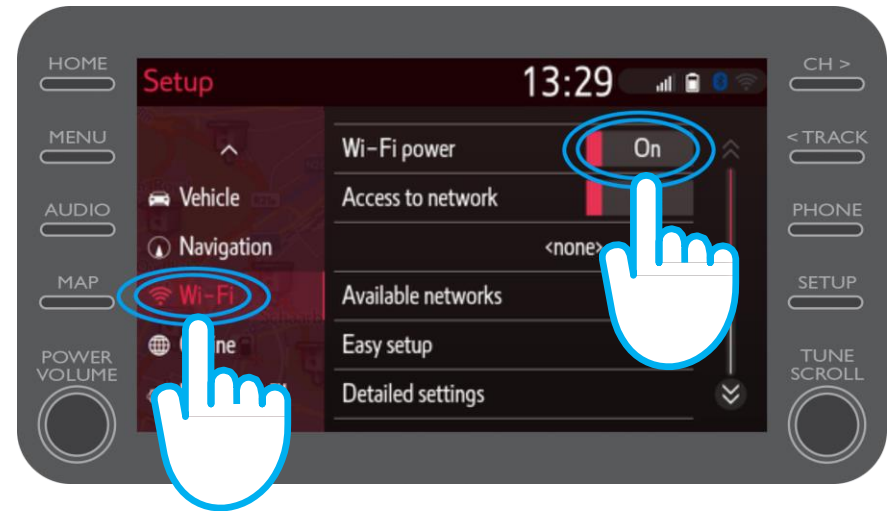 HOME
MENU
AUDIO
MAP
POWER
VOLUME
Setup
13:29
Vehicle
Navigation
Wi-Fi
Wi-Fi power
On
Access to network
<none>
Available networks
Easy setup
Detailed settings
CH >
< TRACK
PHONE
SETUP
TUNE
SCROLL